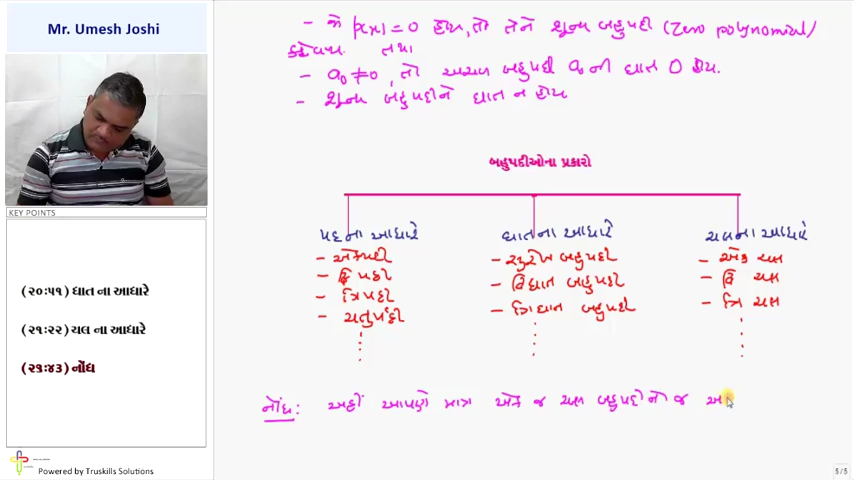 Mr. Umesh Joshi
- જો p(x) = 0 હોય, તો તેને શૂન્ય બહુપદી (Zero polynomial)
કહેવાય તથા
- a₀ ≠ 0, તો અચળ બહુપદી a₀ ની ઘાત 0 હોય.
- શૂન્ય બહુપદીને ઘાત ન હોય
KEY POINTS
(૨૦:૫૧) ઘાત ના આધારે
(૨૧:૨૨) ચલ ના આધારે
(૨૧:૪૩) નોંધ
બહુપદીઓના પ્રકારો
પદ ના આધારે
- એકપદી
- દ્વિ પદી
- ત્રિપદી
- ચતુર્પદી
ઘાતના આધારે
- સુરેખ બહુપદી
- દ્વિઘાત બહુપદી
- ત્રિઘાત બહુપદી
ચલના આધારે
- એક ચલ
- દ્વિ ચલ
- ત્રિ ચલ
નોંધ: અહીં આપણે માત્ર એક જ ચલ બહુપદીનો જ
Powered by Truskills Solutions
5/5